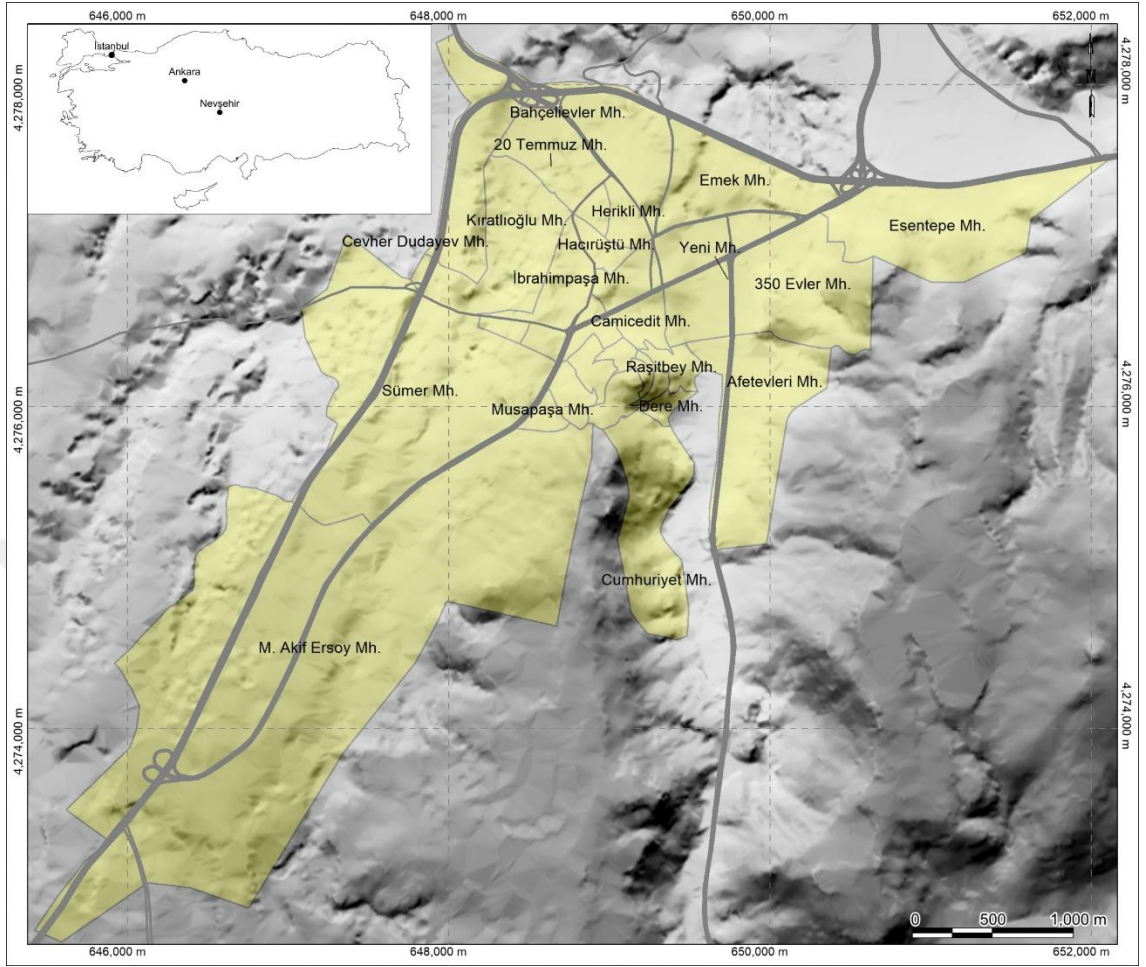 646,000 m
648,000 m
650,000 m
652,000 m
İstanbul
Ankara
Nevşehir
4,278,000 m
4,278,000 m
N
Bahçelievler Mh.
20 Temmuz Mh.
Emek Mh.
Herikli Mh.
Kıratlıoğlu Mh.
Esentepe Mh.
Cevher Dudayev Mh.
Hacırüştü Mh.
Yeni Mh.
İbrahimpaşa Mh.
350 Evler Mh.
Camicedit Mh.
Raşitbey Mh.
Afetevleri Mh.
Sümer Mh.
Musapaşa Mh.
Dere Mh.
4,276,000 m
4,276,000 m
Cumhuriyet Mh.
M. Akif Ersoy Mh.
4,274,000 m
4,274,000 m
0 500 1,000 m
646,000 m
648,000 m
650,000 m
652,000 m